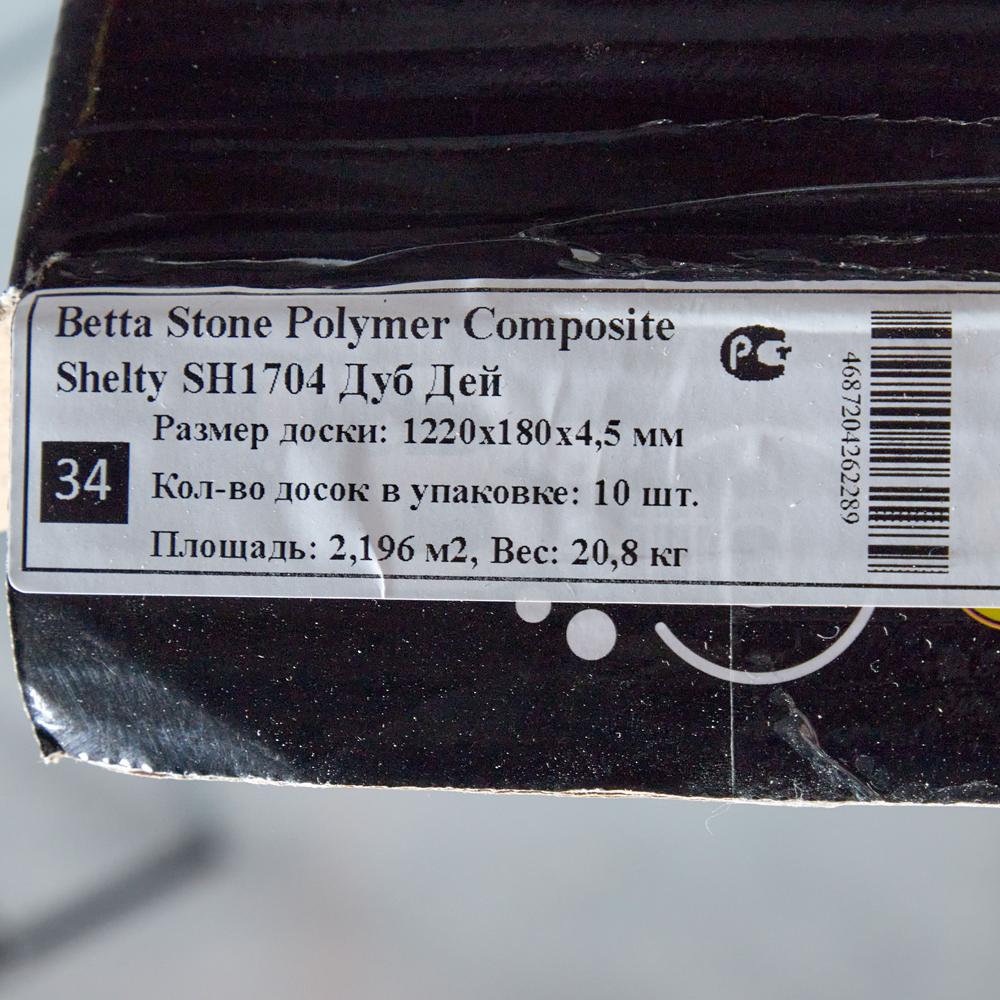 Betta Stone Polymer Composite
Shelty SH1704 Дуб Дей
Размер доски: 1220x180x4,5 мм
34
Кол-во досок в упаковке: 10 шт.
Площадь: 2,196 м2, Вес: 20,8 кг
РСТ
4687204262289